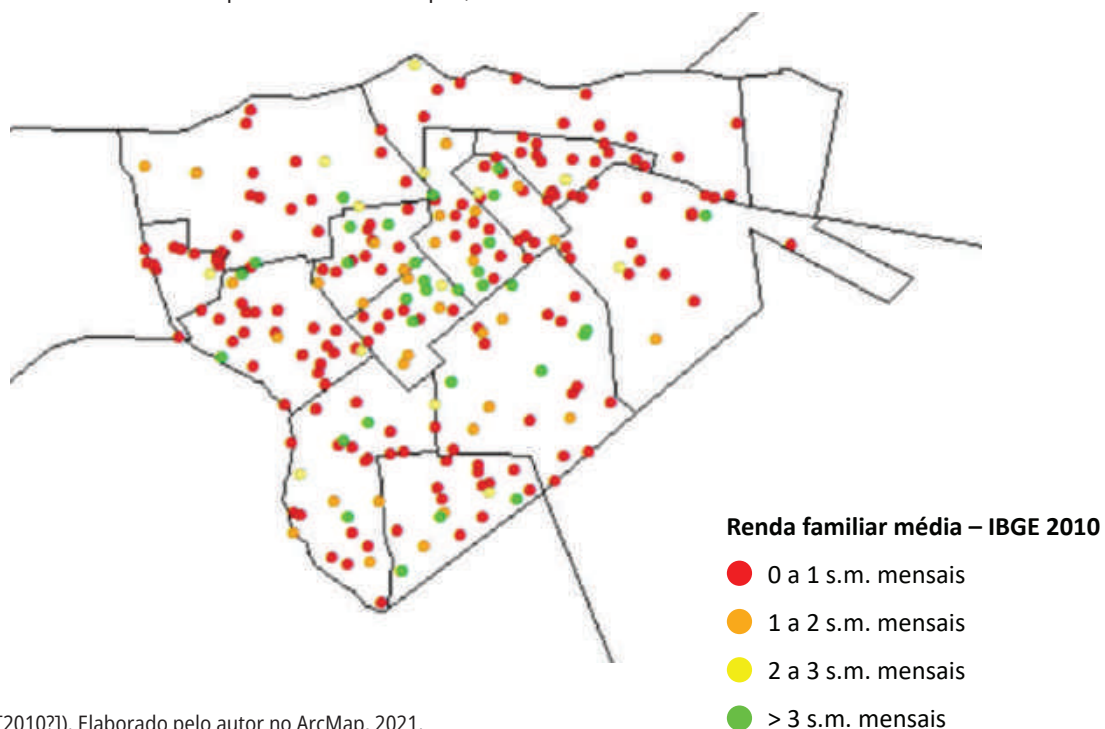 Renda familiar média – IBGE 2010
0 a 1 s.m. mensais
1 a 2 s.m. mensais
2 a 3 s.m. mensais
> 3 s.m. mensais
[2010?]). Elaborado pelo autor no ArcMap, 2021.